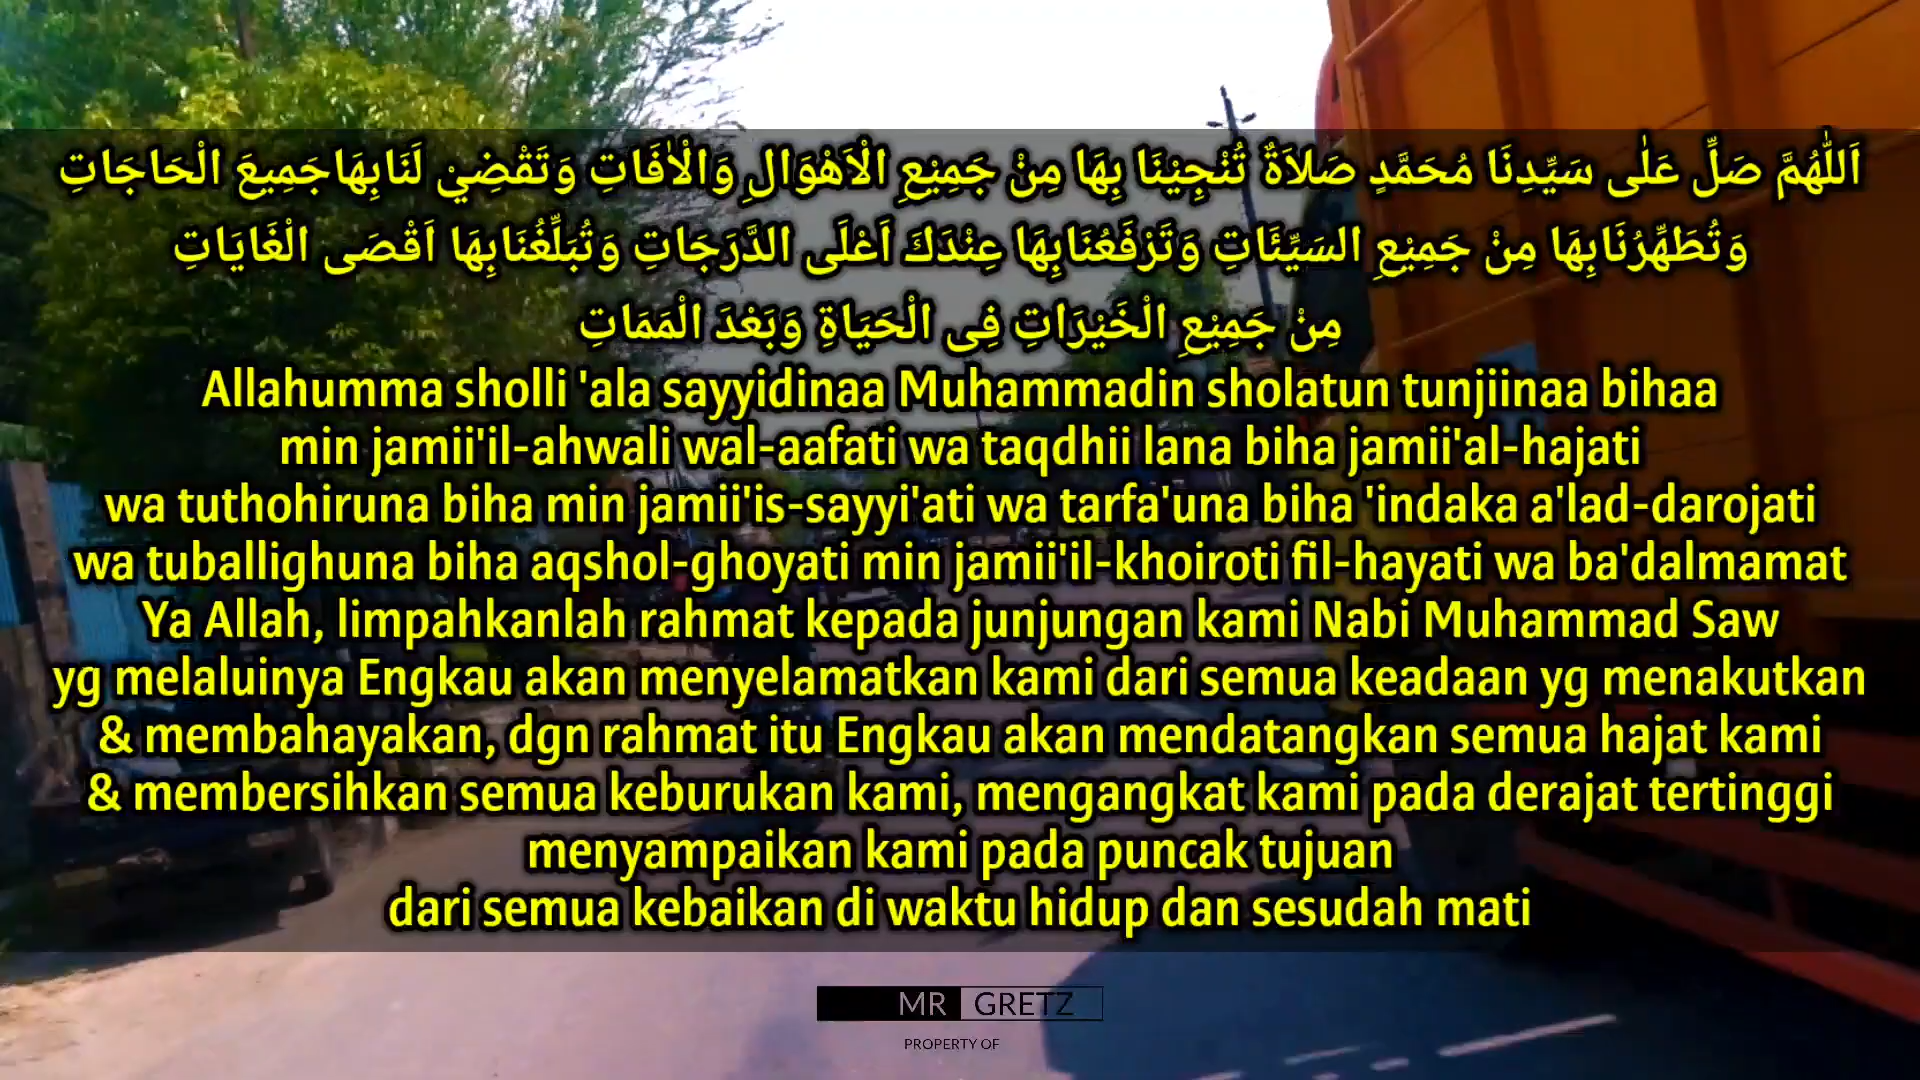 اَللّٰهُمَّ صَلِّ عَلٰى سَيِّدِنَا مُحَمَّدٍ صَلاَةٌ تُنْجِيْنَا بِهَا مِنْ جَمِيْعِ الْاَهْوَالِ وَالْاٰفَاتِ وَتَقْضِيْ لَنَابِهَاجَمِيعَ الْحَاجَاتِ
وَتُطَهِّرُنَابِهَا مِنْ جَمِيْعِ السَيِّئَاتِ وَتَرْفَعُنَابِهَا عِنْدَكَ اَعْلَى الدَّرَجَاتِ وَتُبَلِّغُنَابِهَا اَقْصَى الْغَايَاتِ
مِنْ جَمِيْعِ الْخَيْرَاتِ فِى الْحَيَاةِ وَبَعْدَ الْمَمَاتِ
Allahumma sholli 'ala sayyidinaa Muhammadin sholatun tunjiinaa bihaa
min jamii'il-ahwali wal-aafati wa taqdhii lana biha jamii'al-hajati
wa tuthohiruna biha min jamii'is-sayyi'ati wa tarfa'una biha 'indaka a'lad-darojati
wa tuballighuna biha aqshol-ghoyati min jamii'il-khoiroti fil-hayati wa ba'dalmamat
Ya Allah, limpahkanlah rahmat kepada junjungan kami Nabi Muhammad Saw
yg melaluinya Engkau akan menyelamatkan kami dari semua keadaan yg menakutkan
& membahayakan, dgn rahmat itu Engkau akan mendatangkan semua hajat kami
& membersihkan semua keburukan kami, mengangkat kami pada derajat tertinggi
menyampaikan kami pada puncak tujuan
dari semua kebaikan di waktu hidup dan sesudah mati
MR GRETZ
PROPERTY OF